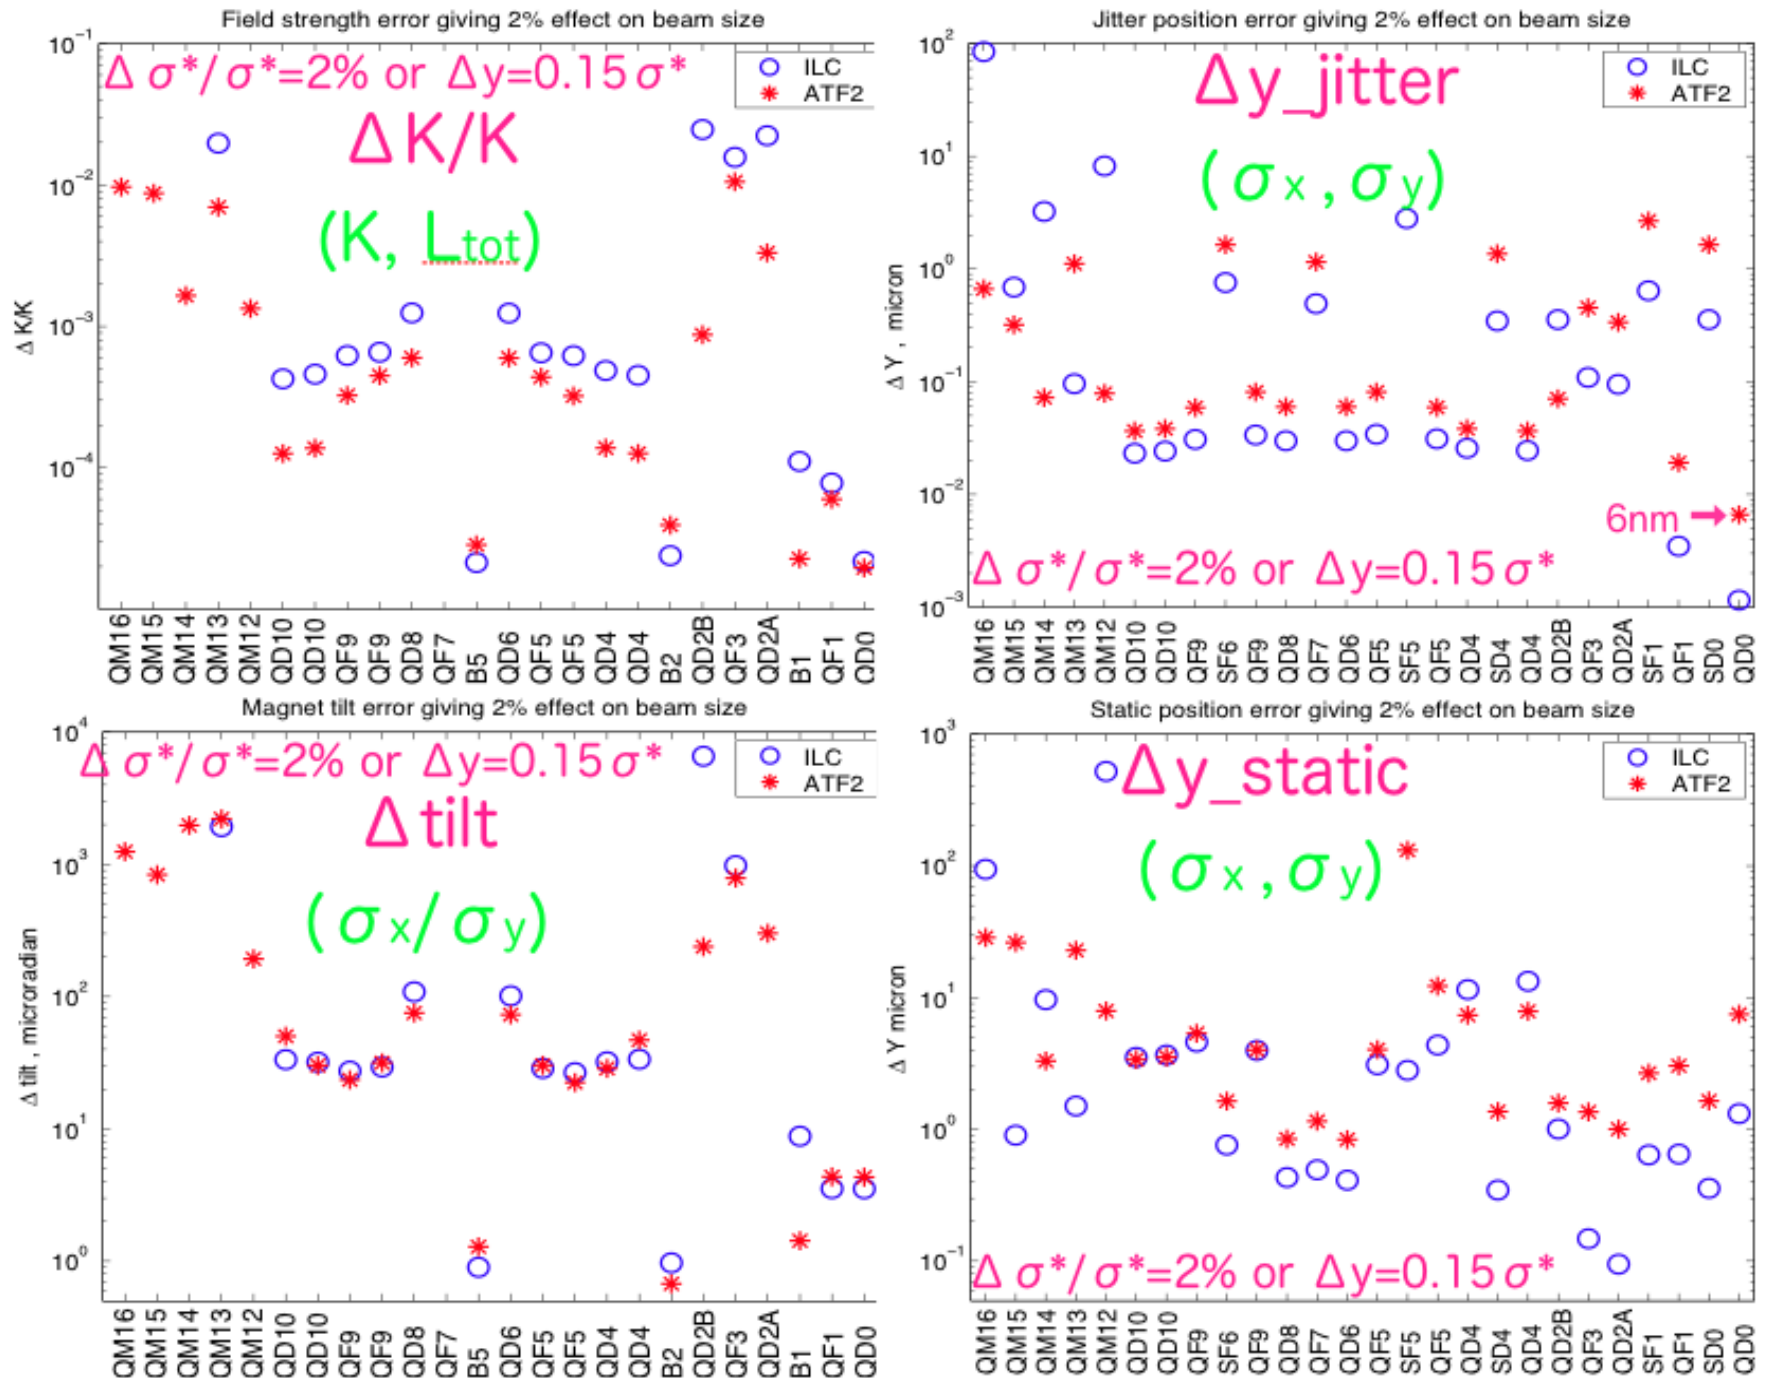 Field strength error giving 2% effect on beam size
Δ σ*/σ*=2% or Δy=0.15σ*
ILC
ATF2
ΔK/K
(K, Ltot)
10⁻¹
10⁻²
10⁻³
10⁻⁴
Δ K/K
QM16
QM15
QM14
QM13
QM12
QD10
QD10
QF9
QF9
QD8
QF7
B5
QD6
QF5
QF5
QD4
QD4
B2
QD2B
QF3
QD2A
B1
QF1
QD0
Jitter position error giving 2% effect on beam size
Δy_jitter
(σx,σy)
ILC
ATF2
10²
10¹
10⁰
10⁻¹
10⁻²
10⁻³
Δ Y , micron
6nm
Δ σ*/σ*=2% or Δy=0.15σ*
QM16
QM15
QM14
QM13
QM12
QD10
QD10
QF9
SF6
QF9
QD8
QF7
QD6
QF5
SF5
QF5
QD4
SD4
QD4
QD2B
QF3
QD2A
SF1
QF1
SD0
QD0
Magnet tilt error giving 2% effect on beam size
Δ σ*/σ*=2% or Δy=0.15σ*
ILC
ATF2
Δtilt
(σx/σy)
10⁴
10³
10²
10¹
10⁰
Δ tilt , microradian
QM16
QM15
QM14
QM13
QM12
QD10
QD10
QF9
QF9
QD8
QF7
B5
QD6
QF5
QF5
QD4
QD4
B2
QD2B
QF3
QD2A
B1
QF1
QD0
Static position error giving 2% effect on beam size
Δy_static
(σx,σy)
ILC
ATF2
10³
10²
10¹
10⁰
10⁻¹
Δ Y micron
Δ σ*/σ*=2% or Δy=0.15σ*
QM16
QM15
QM14
QM13
QM12
QD10
QD10
QF9
SF6
QF9
QD8
QF7
QD6
QF5
SF5
QF5
QD4
SD4
QD4
QD2B
QF3
QD2A
SF1
QF1
SD0
QD0